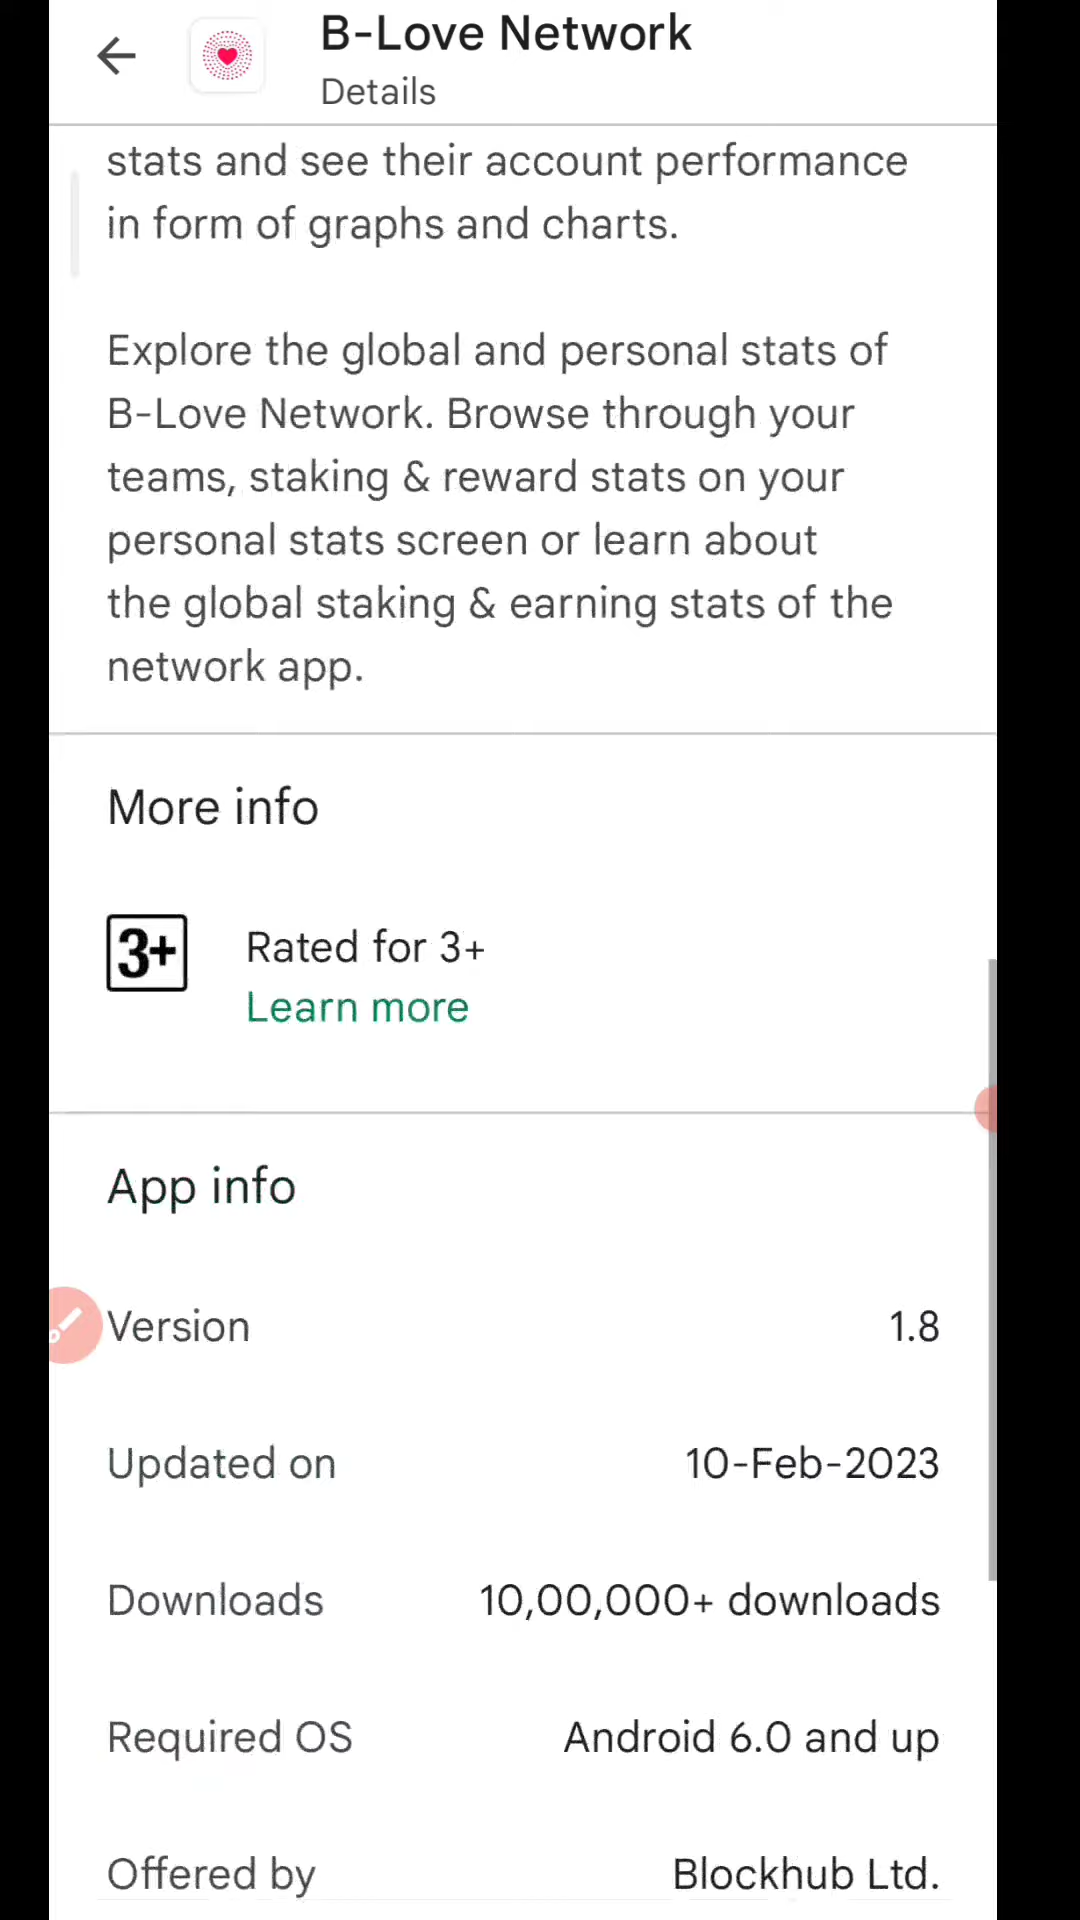 B-Love Network
Details
stats and see their account performance
in form of graphs and charts.
Explore the global and personal stats of
B-Love Network. Browse through your
teams, staking & reward stats on your
personal stats screen or learn about
the global staking & earning stats of the
network app.
More info
3+
Rated for 3+
Learn more
App info
Version 1.8
Updated on 10-Feb-2023
Downloads 10,00,000+ downloads
Required OS Android 6.0 and up
Offered by Blockhub Ltd.